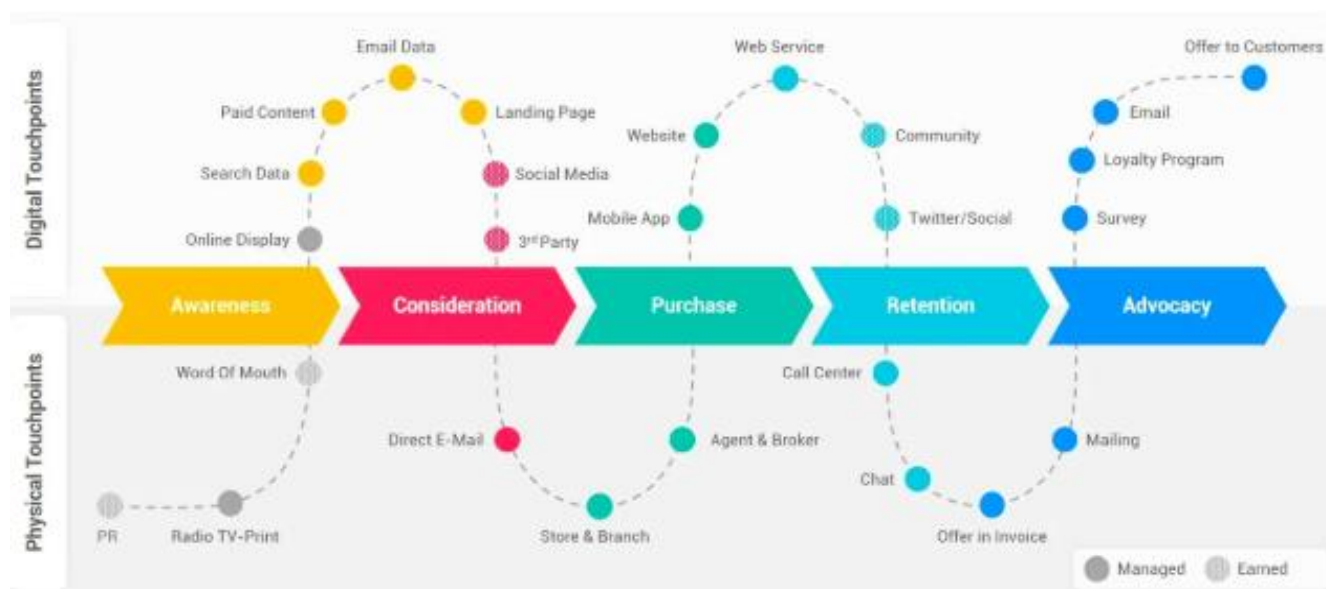 Digital Touchpoints
Email Data
Web Service
Offer to Customers
Paid Content
Landing Page
Website
Community
Email
Search Data
Social Media
Loyalty Program
Mobile App
Twitter/Social
Survey
Online Display
3rd Party
Awareness
Consideration
Purchase
Retention
Advocacy
Physical Touchpoints
Word Of Mouth
Call Center
Direct E-Mail
Agent & Broker
Mailing
Chat
PR
Radio TV-Print
Store & Branch
Offer in Invoice
Managed
Earned